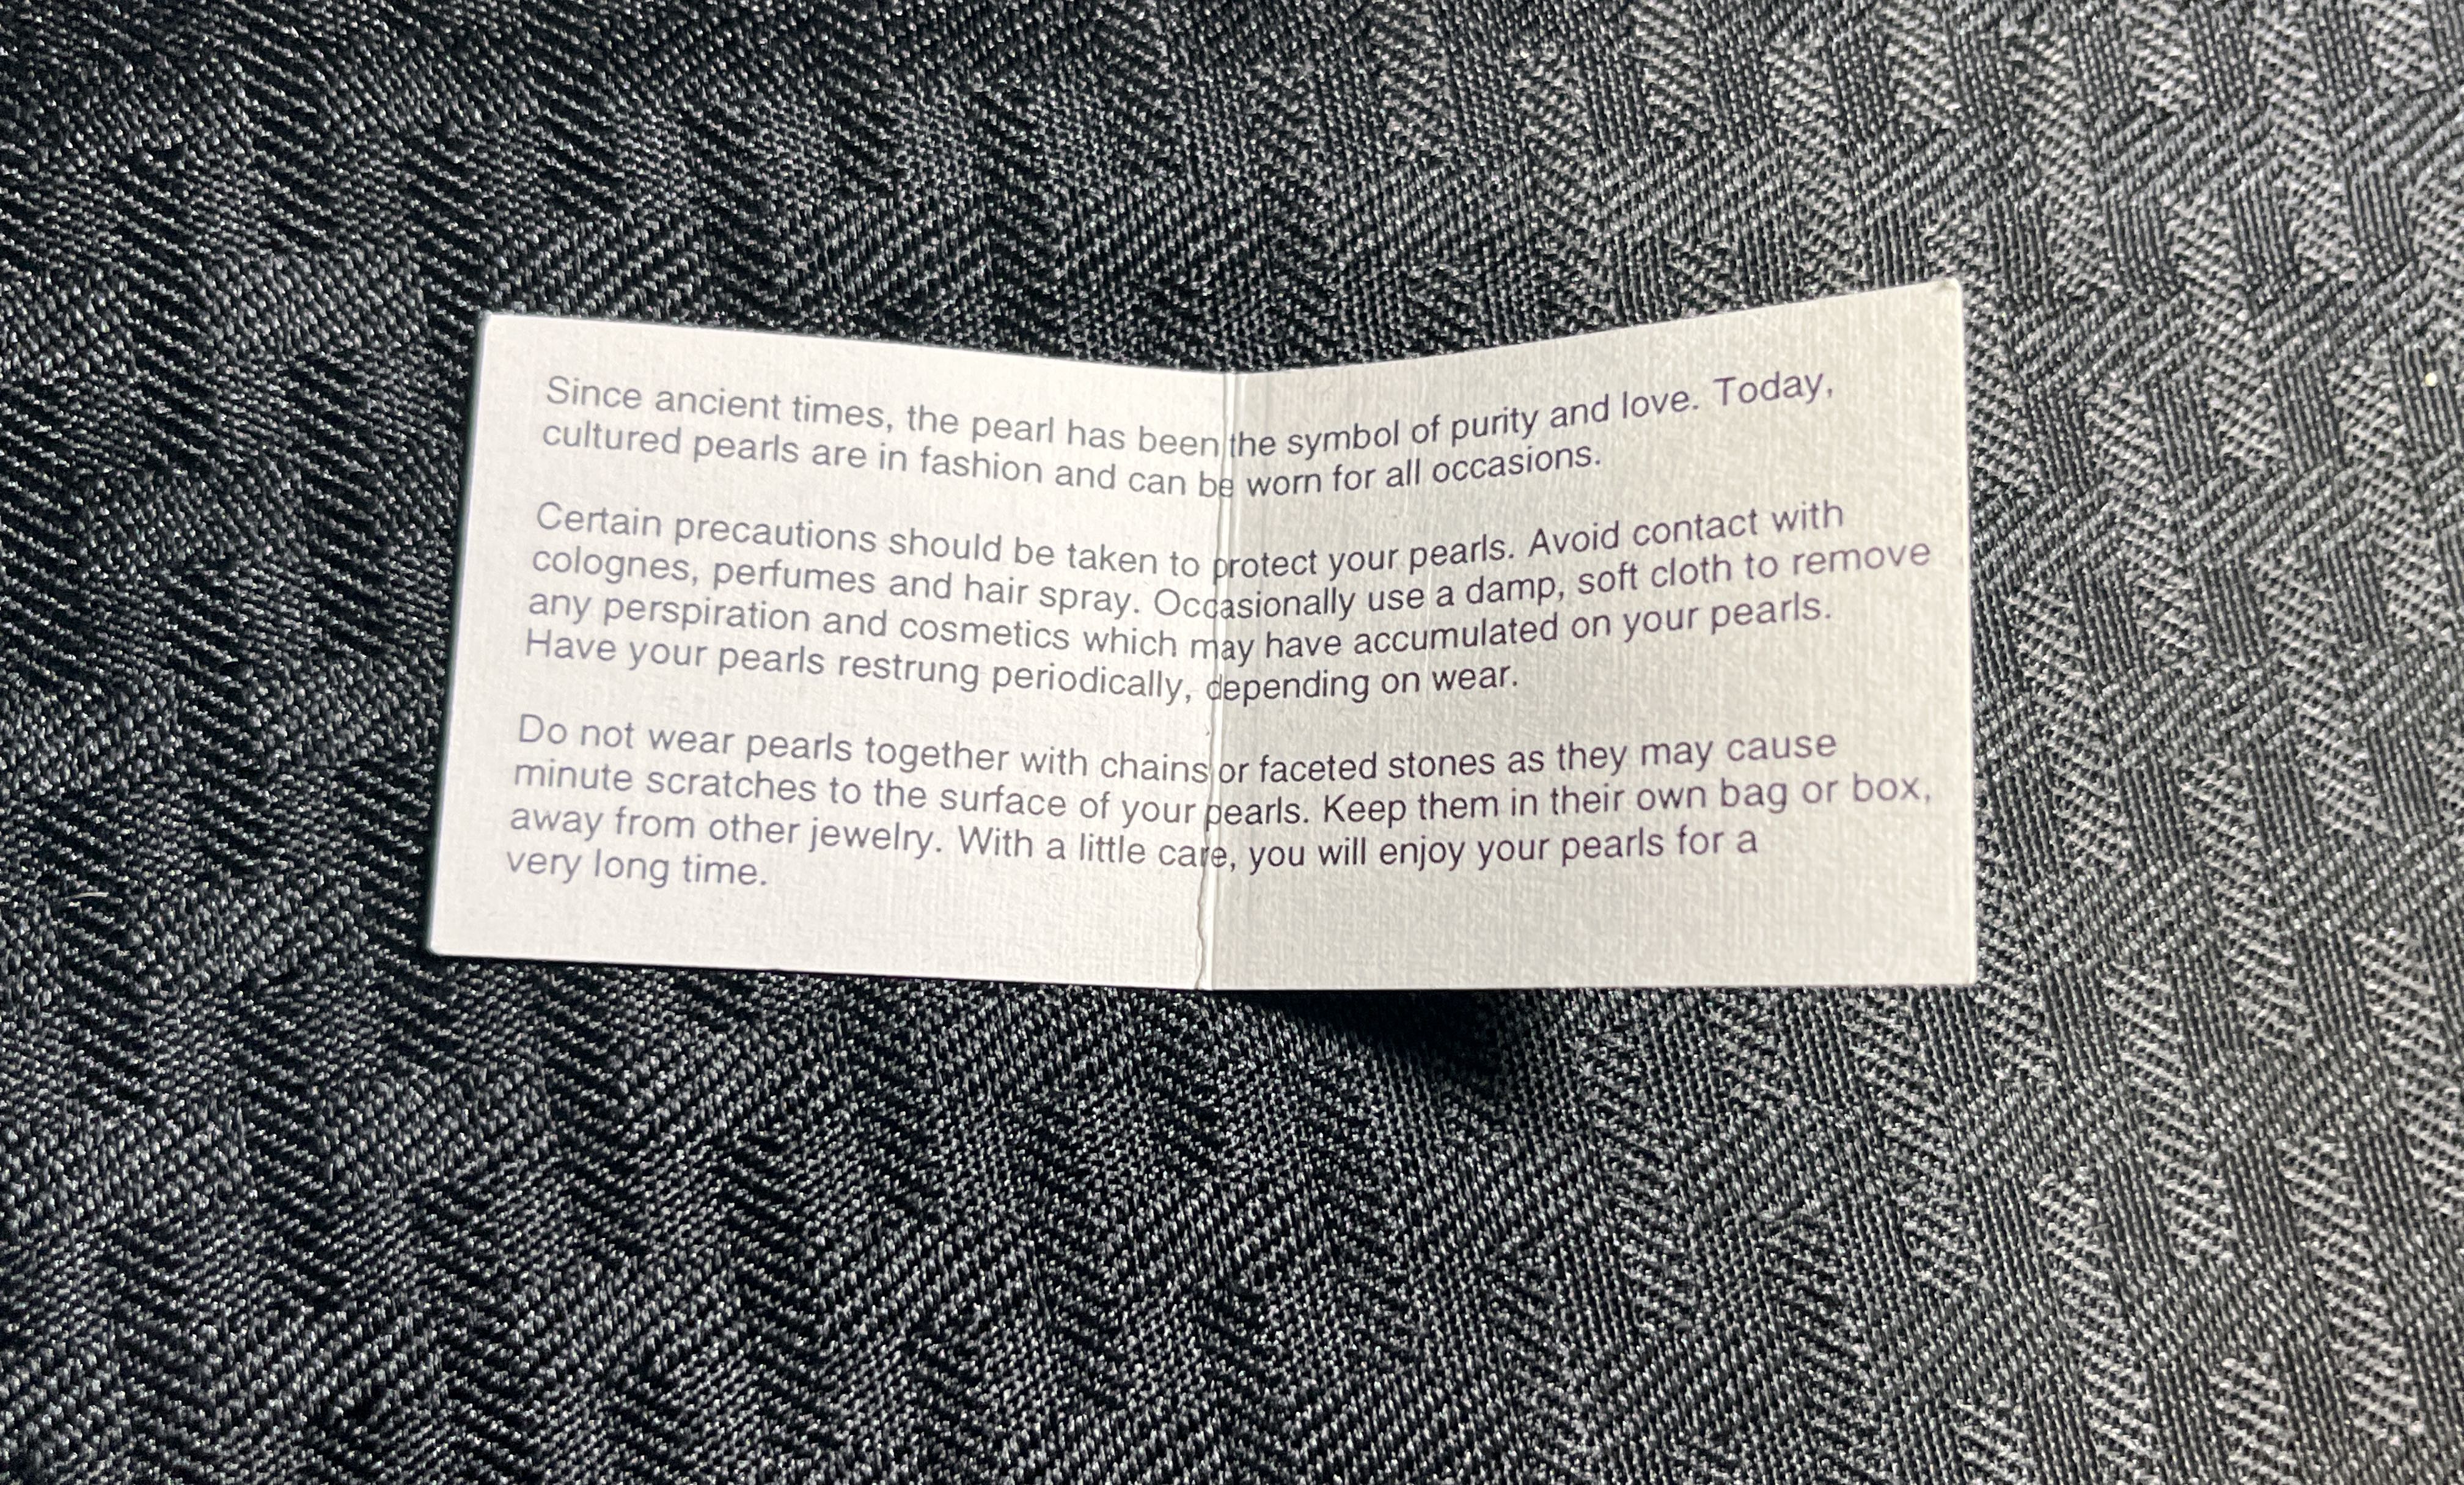 Since ancient times, the pearl has been the symbol of purity and love. Today,
cultured pearls are in fashion and can be worn for all occasions.
Certain precautions should be taken to protect your pearls. Avoid contact with
colognes, perfumes and hair spray. Occasionally use a damp, soft cloth to remove
any perspiration and cosmetics which may have accumulated on your pearls.
Have your pearls restrung periodically, depending on wear.
Do not wear pearls together with chains or faceted stones as they may cause
minute scratches to the surface of your pearls. Keep them in their own bag or box,
away from other jewelry. With a little care, you will enjoy your pearls for a
very long time.